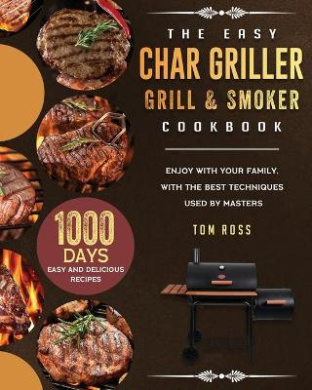 THE EASY
CHAR GRILLER
GRILL & SMOKER
COOKBOOK
ENJOY WITH YOUR FAMILY,
WITH THE BEST TECHNIQUES
USED BY MASTERS
TOM ROSS
1000
DAYS
EASY AND DELICIOUS
RECIPES